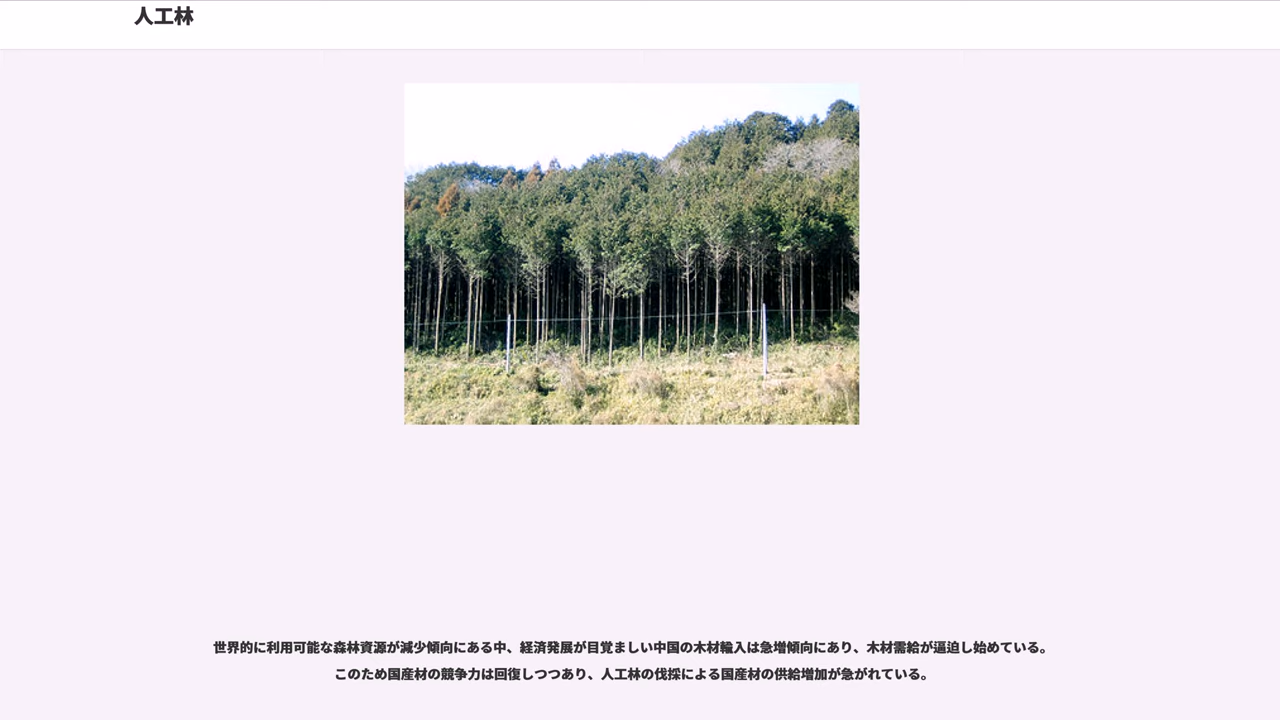 人工林
世界的に利用可能な森林資源が減少傾向にある中、経済発展が目覚ましい中国の木材輸入は急増傾向にあり、木材需給が逼迫し始めている。
このため国産材の競争力は回復しつつあり、人工林の伐採による国産材の供給増加が急がれている。